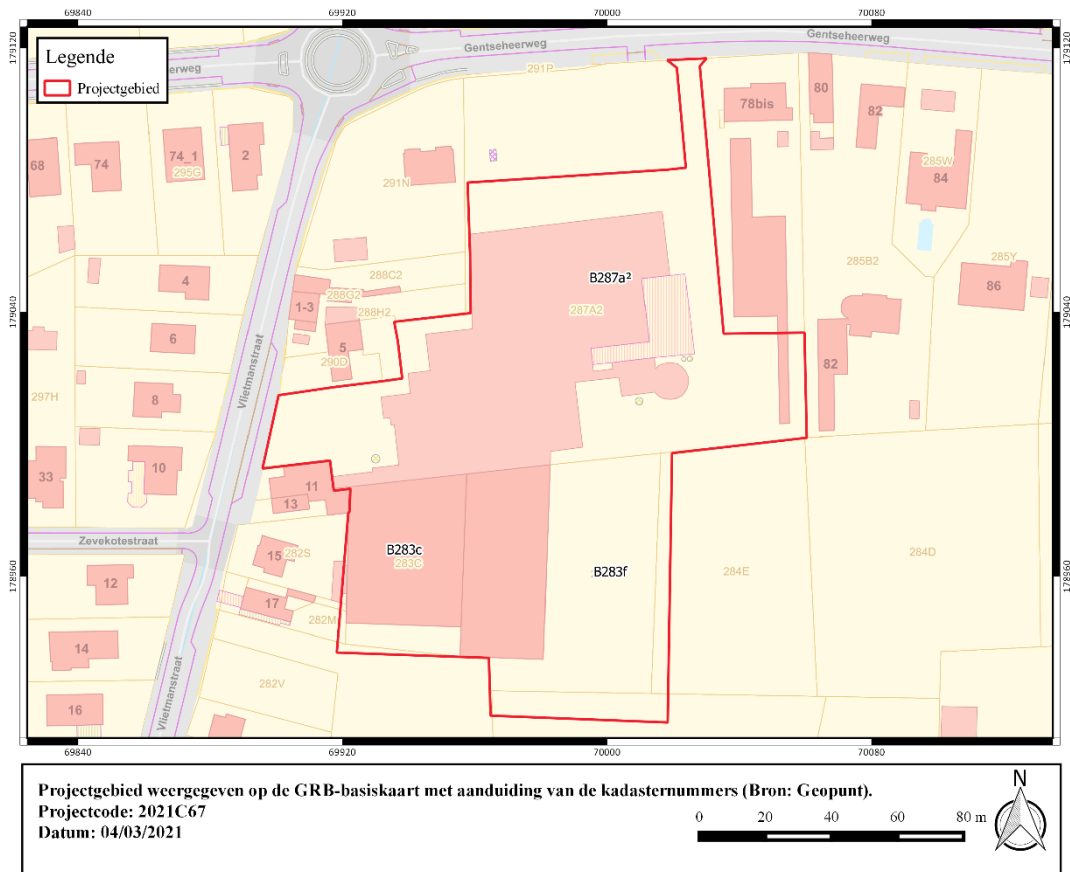 69840 69920 70000 70080
179120
179120
Legende
Projectgebied
erweg
Gentseheerweg
Gentseheerweg
291P
78bis
80
82
68
74
74_1
295G
2
291N
285W
84
4
288C2
288G2
1-3
288H2
B287a²
287A2
285B2
285Y
86
179040
179040
6
5
290D
82
Vlietmanstraat
297H
8
33
10
11
13
Zevekotestraat
15
282S
B283c
283C
B283f
284E
284D
178960
178960
12
17
282M
14
Vlietmanstraat
282V
16
69840 69920 70000 70080
Projectgebied weergegeven op de GRB-basiskaart met aanduiding van de kadasternummers (Bron: Geopunt).
Projectcode: 2021C67
Datum: 04/03/2021
0 20 40 60 80 m
N